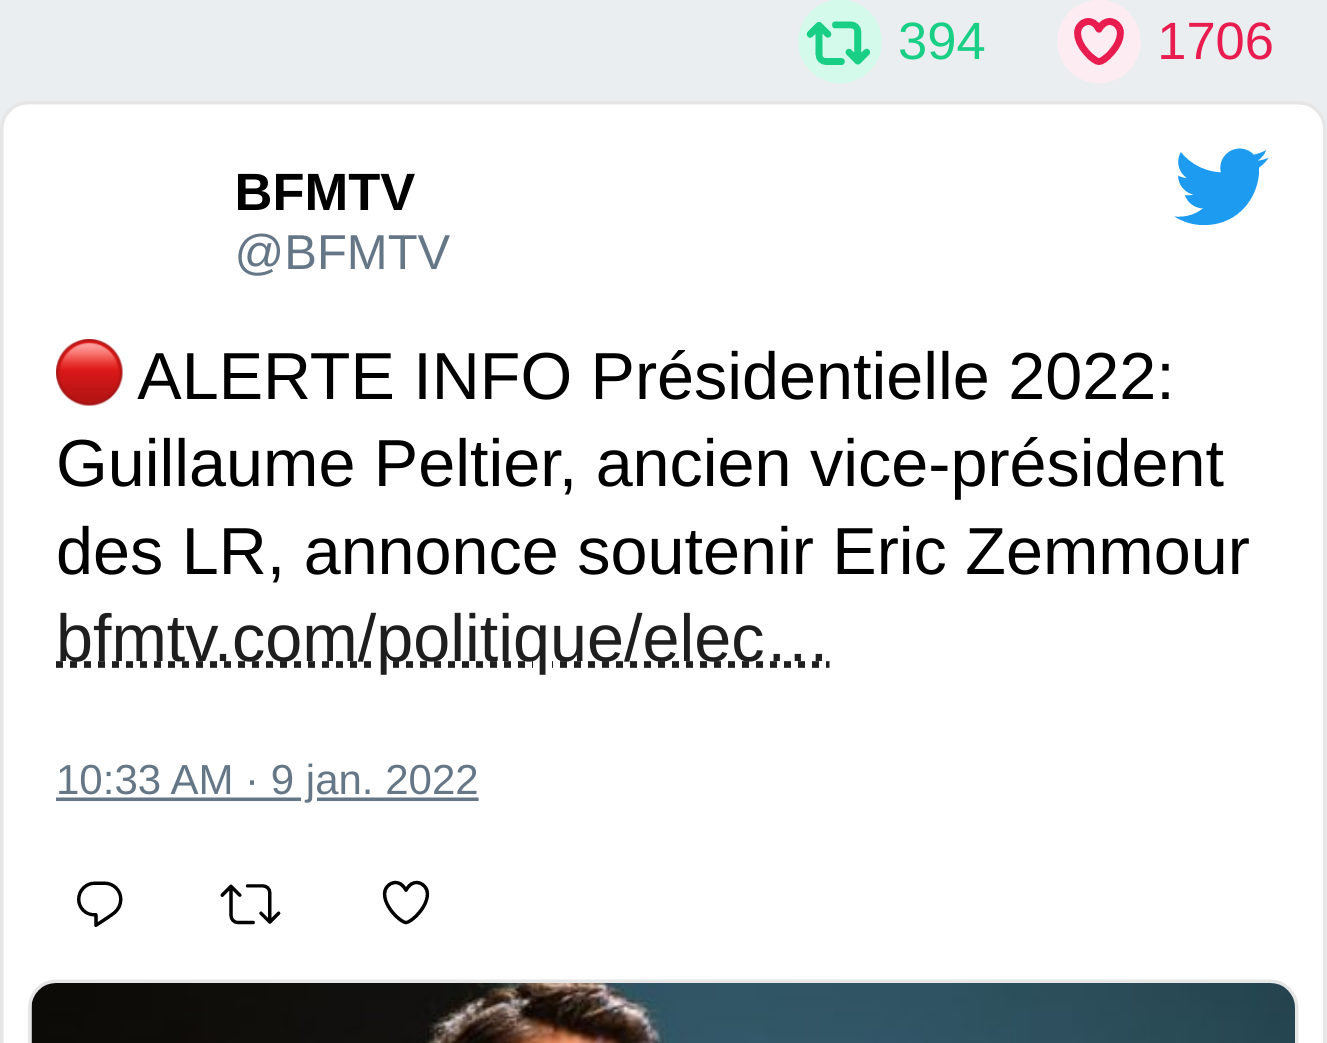 394 1706
BFMTV
@BFMTV
🔴 ALERTE INFO Présidentielle 2022:
Guillaume Peltier, ancien vice-président
des LR, annonce soutenir Eric Zemmour
bfmtv.com/politique/elec…
10:33 AM · 9 jan. 2022